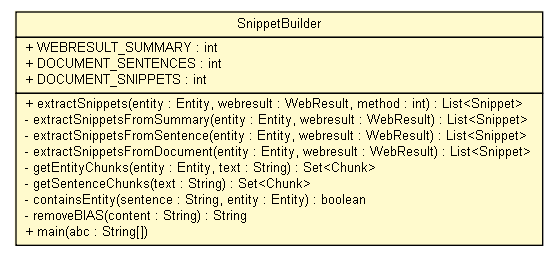 SnippetBuilder
+ WEBRESULT_SUMMARY : int
+ DOCUMENT_SENTENCES : int
+ DOCUMENT_SNIPPETS : int
+ extractSnippets(entity : Entity, webresult : WebResult, method : int) : List<Snippet>
- extractSnippetsFromSummary(entity : Entity, webresult : WebResult) : List<Snippet>
- extractSnippetsFromSentence(entity : Entity, webresult : WebResult) : List<Snippet>
- extractSnippetsFromDocument(entity : Entity, webresult : WebResult) : List<Snippet>
- getEntityChunks(entity : Entity, text : String) : Set<Chunk>
- getSentenceChunks(text : String) : Set<Chunk>
- containsEntity(sentence : String, entity : Entity) : boolean
- removeBIAS(content : String) : String
+ main(abc : String[])